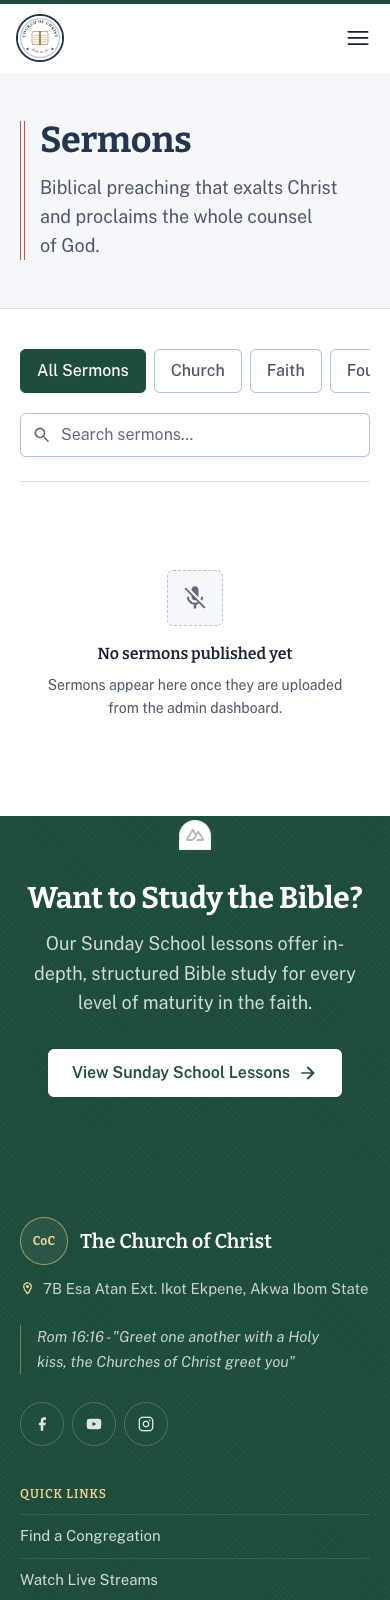 CHURCH OF CHRIST
Sermons
Biblical preaching that exalts Christ
and proclaims the whole counsel
of God.
All Sermons
Church
Faith
Fou
Search sermons...
No sermons published yet
Sermons appear here once they are uploaded
from the admin dashboard.
Want to Study the Bible?
Our Sunday School lessons offer in-
depth, structured Bible study for every
level of maturity in the faith.
View Sunday School Lessons
CoC
The Church of Christ
7B Esa Atan Ext. Ikot Ekpene, Akwa Ibom State
Rom 16:16 - "Greet one another with a Holy
kiss, the Churches of Christ greet you"
QUICK LINKS
Find a Congregation
Watch Live Streams